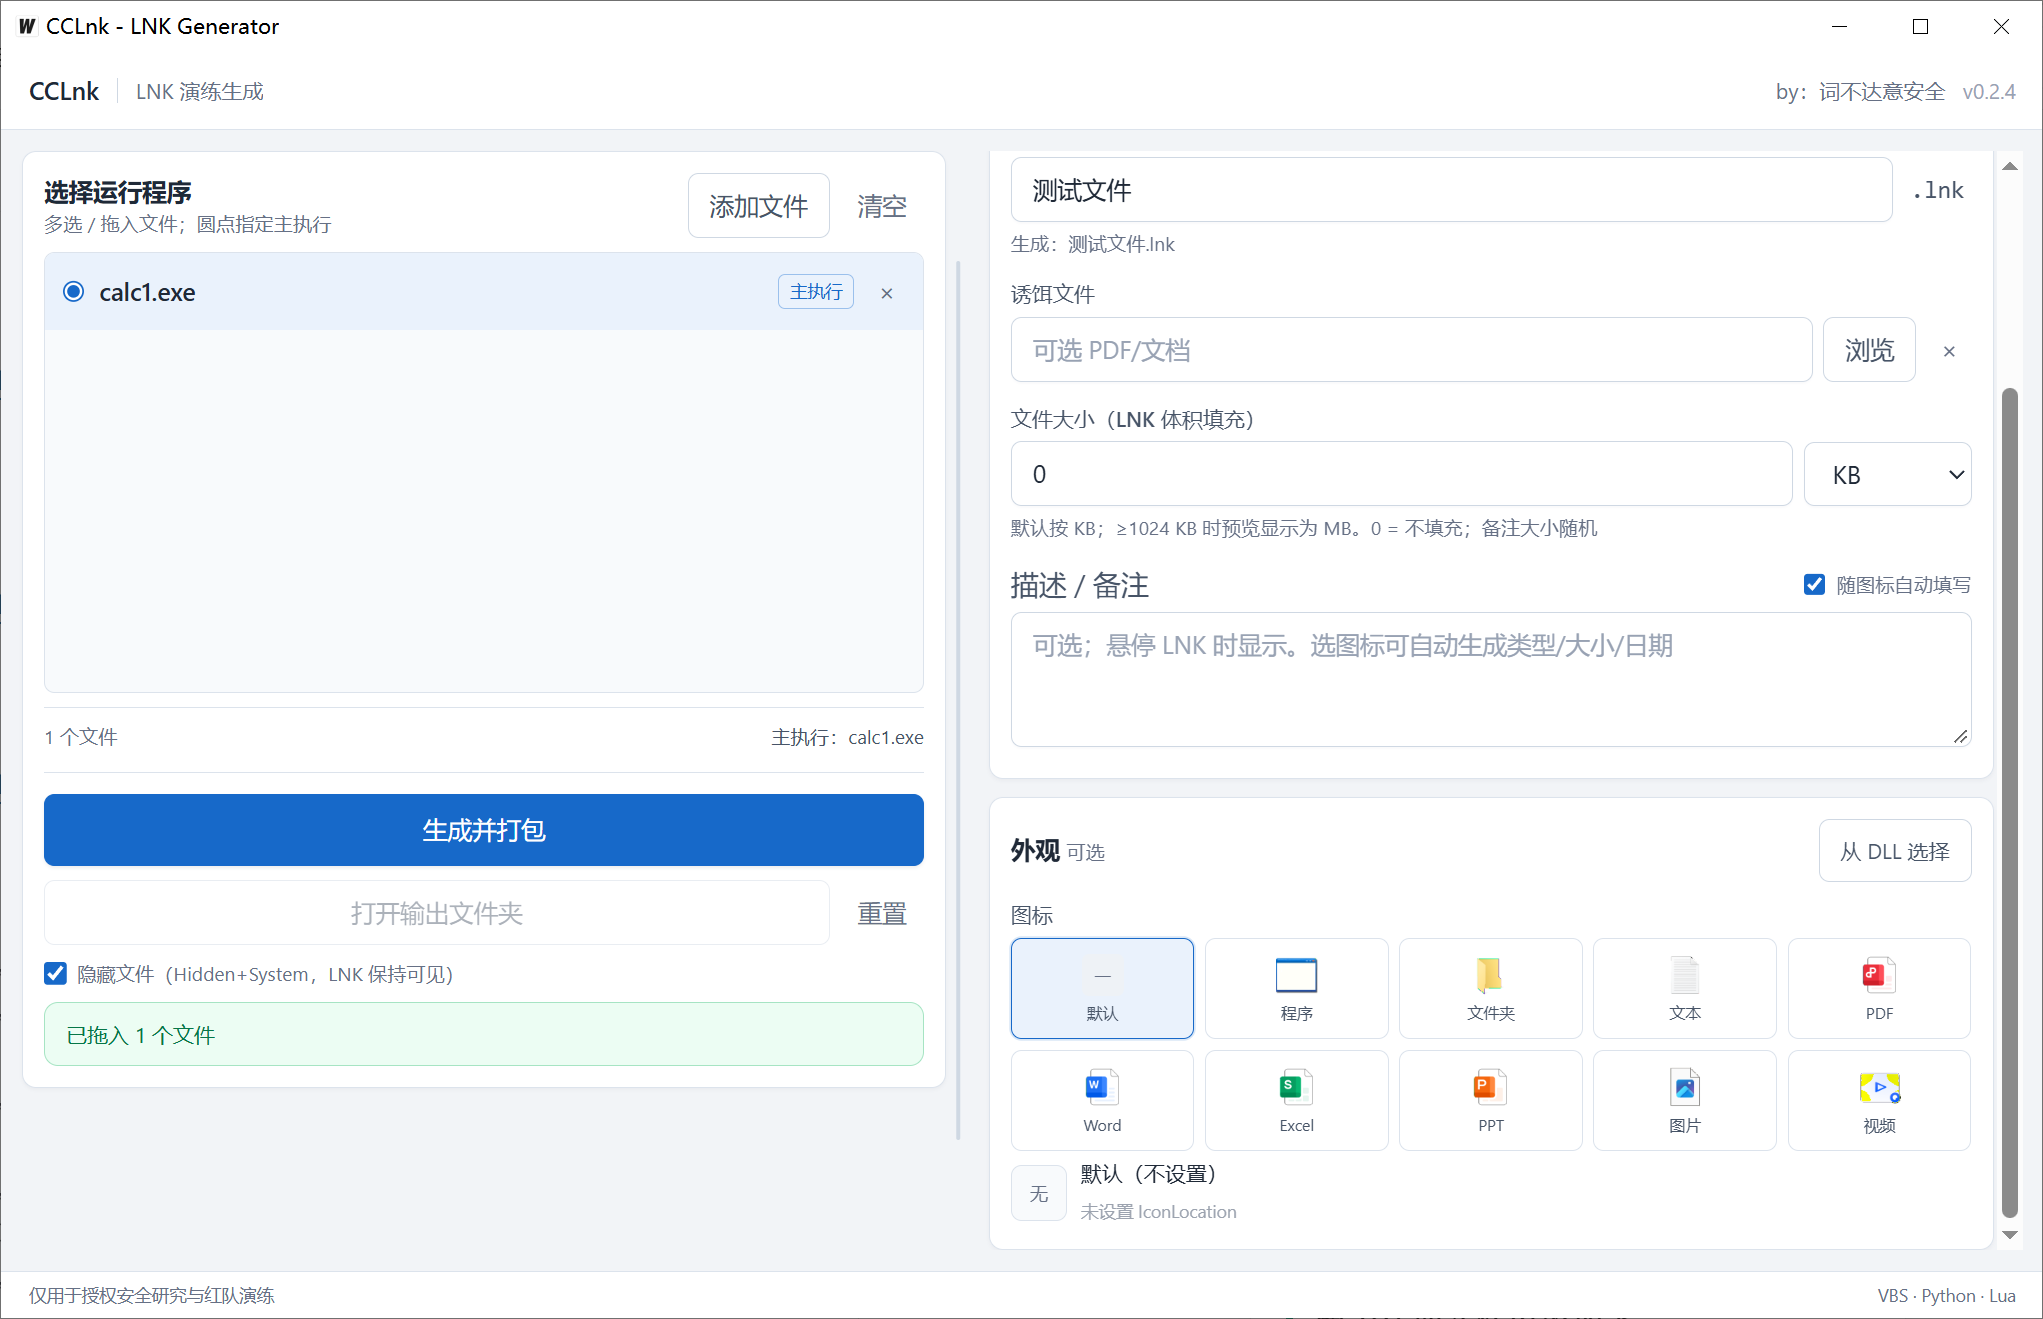 CCLnk - LNK Generator
CCLnk LNK 演练生成
by：词不达意安全 v0.2.4
选择运行程序
多选 / 拖入文件；圆点指定主执行
添加文件 清空
calc1.exe 主执行 ×
1 个文件 主执行：calc1.exe
生成并打包
打开输出文件夹 重置
隐藏文件（Hidden+System，LNK 保持可见）
已拖入 1 个文件
测试文件 .lnk
生成：测试文件.lnk
诱饵文件
可选 PDF/文档 浏览 ×
文件大小（LNK 体积填充）
0 KB
默认按 KB；≥1024 KB 时预览显示为 MB。0 = 不填充；备注大小随机
描述 / 备注 随图标自动填写
可选；悬停 LNK 时显示。选图标可自动生成类型/大小/日期
外观 可选 从 DLL 选择
图标
默认 程序 文件夹 文本 PDF
Word Excel PPT 图片 视频
无 默认（不设置）
未设置 IconLocation
仅用于授权安全研究与红队演练
VBS · Python · Lua